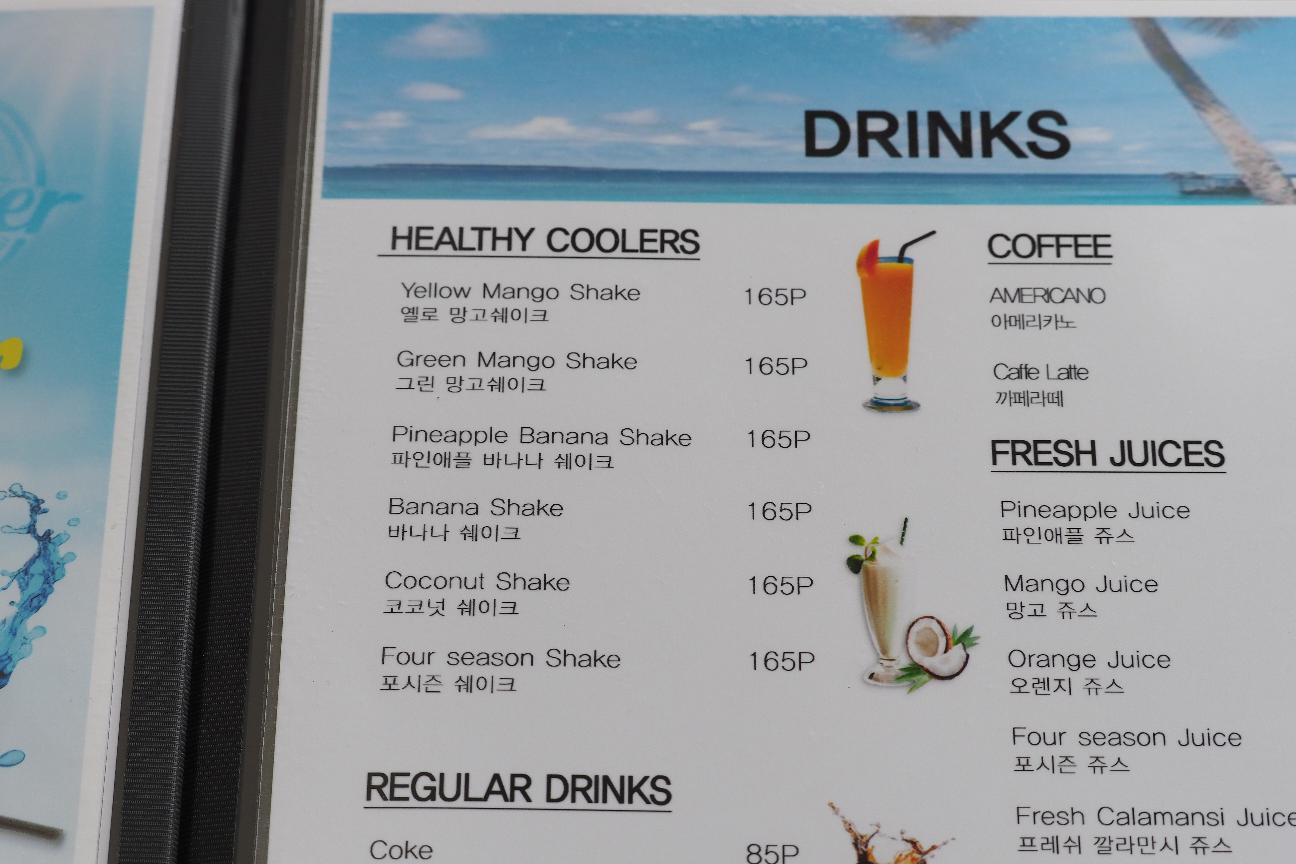 DRINKS
HEALTHY COOLERS
Yellow Mango Shake 165P
옐로 망고쉐이크
Green Mango Shake 165P
그린 망고쉐이크
Pineapple Banana Shake 165P
파인애플 바나나 쉐이크
Banana Shake 165P
바나나 쉐이크
Coconut Shake 165P
코코넛 쉐이크
Four season Shake 165P
포시즌 쉐이크
REGULAR DRINKS
Coke 85P
COFFEE
AMERICANO
아메리카노
Caffe Latte
까페라떼
FRESH JUICES
Pineapple Juice
파인애플 쥬스
Mango Juice
망고 쥬스
Orange Juice
오렌지 쥬스
Four season Juice
포시즌 쥬스
Fresh Calamansi Juice
프레쉬 깔라만시 쥬스